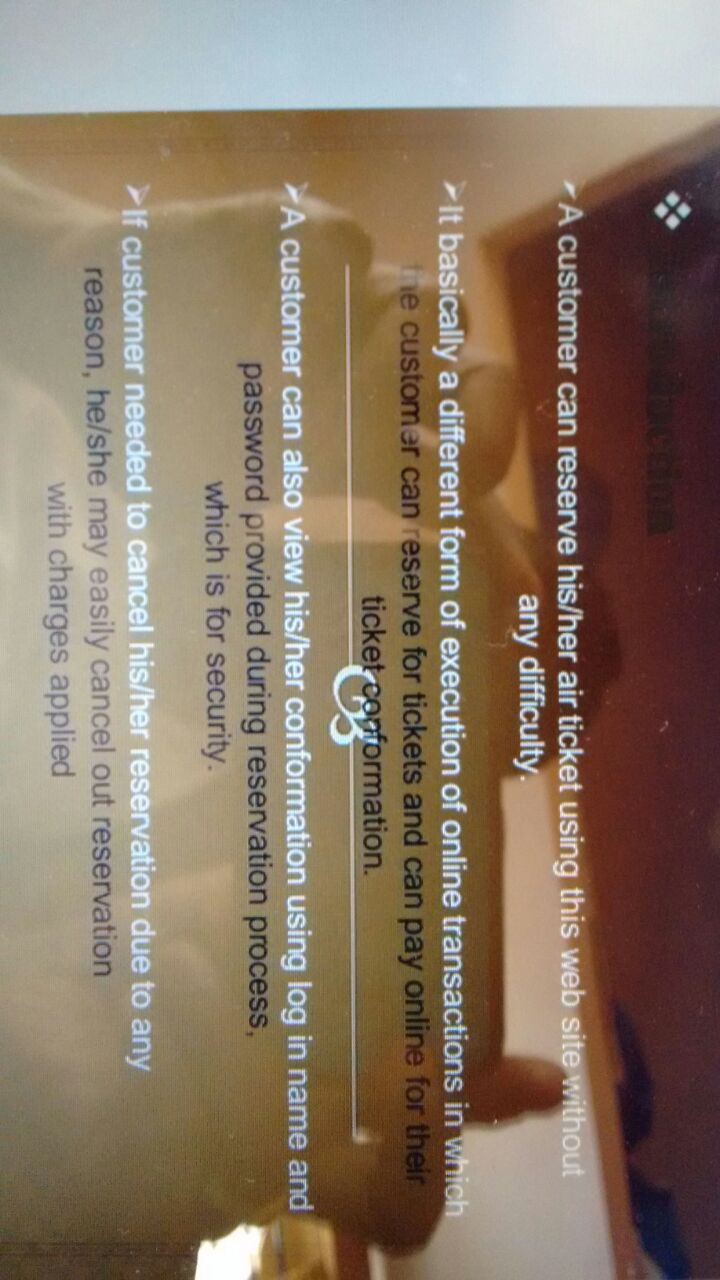 ❖
➢A customer can reserve his/her air ticket using this web site without
any difficulty.
➢It basically a different form of execution of online transactions in which
the customer can reserve for tickets and can pay online for their
ticket conformation.
➢A customer can also view his/her conformation using log in name and
password provided during reservation process,
which is for security.
➢If customer needed to cancel his/her reservation due to any
reason, he/she may easily cancel out reservation
with charges applied